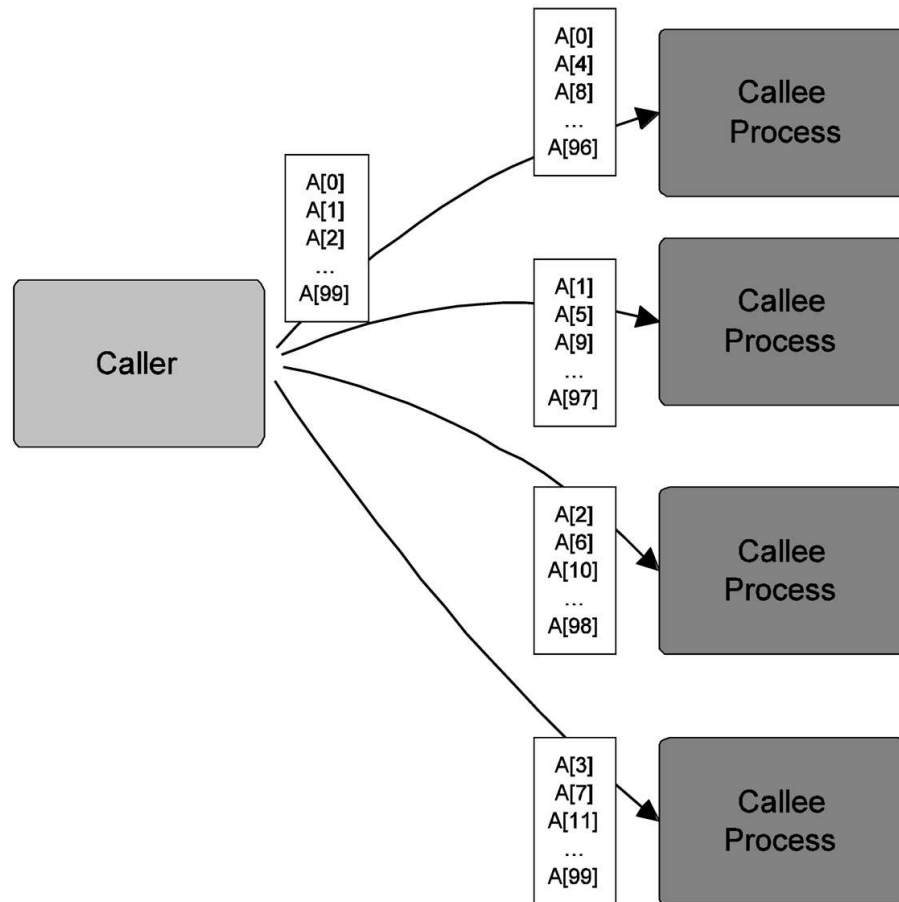 A[0]
A[4]
A[8]
...
A[96]
Callee
Process
A[0]
A[1]
A[2]
...
A[99]
Caller
A[1]
A[5]
A[9]
...
A[97]
Callee
Process
A[2]
A[6]
A[10]
...
A[98]
Callee
Process
A[3]
A[7]
A[11]
...
A[99]
Callee
Process